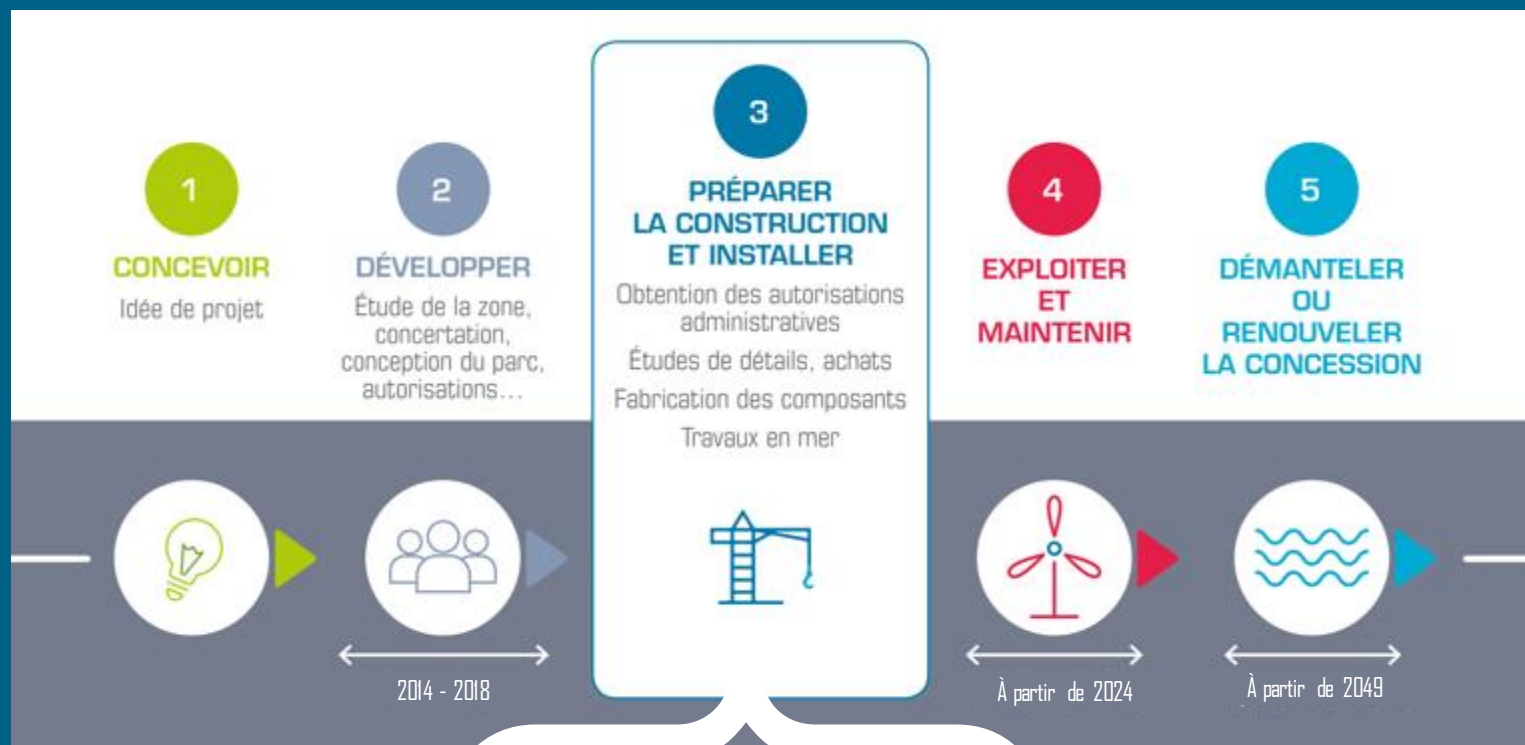 1
CONCEVOIR
Idée de projet
2
DÉVELOPPER
Étude de la zone,
concertation,
conception du parc,
autorisations...
2014 - 2018
3
PRÉPARER
LA CONSTRUCTION
ET INSTALLER
Obtention des autorisations
administratives
Études de détails, achats
Fabrication des composants
Travaux en mer
4
EXPLOITER
ET
MAINTENIR
À partir de 2024
5
DÉMANTELER
OU
RENOUVELER
LA CONCESSION
À partir de 2049